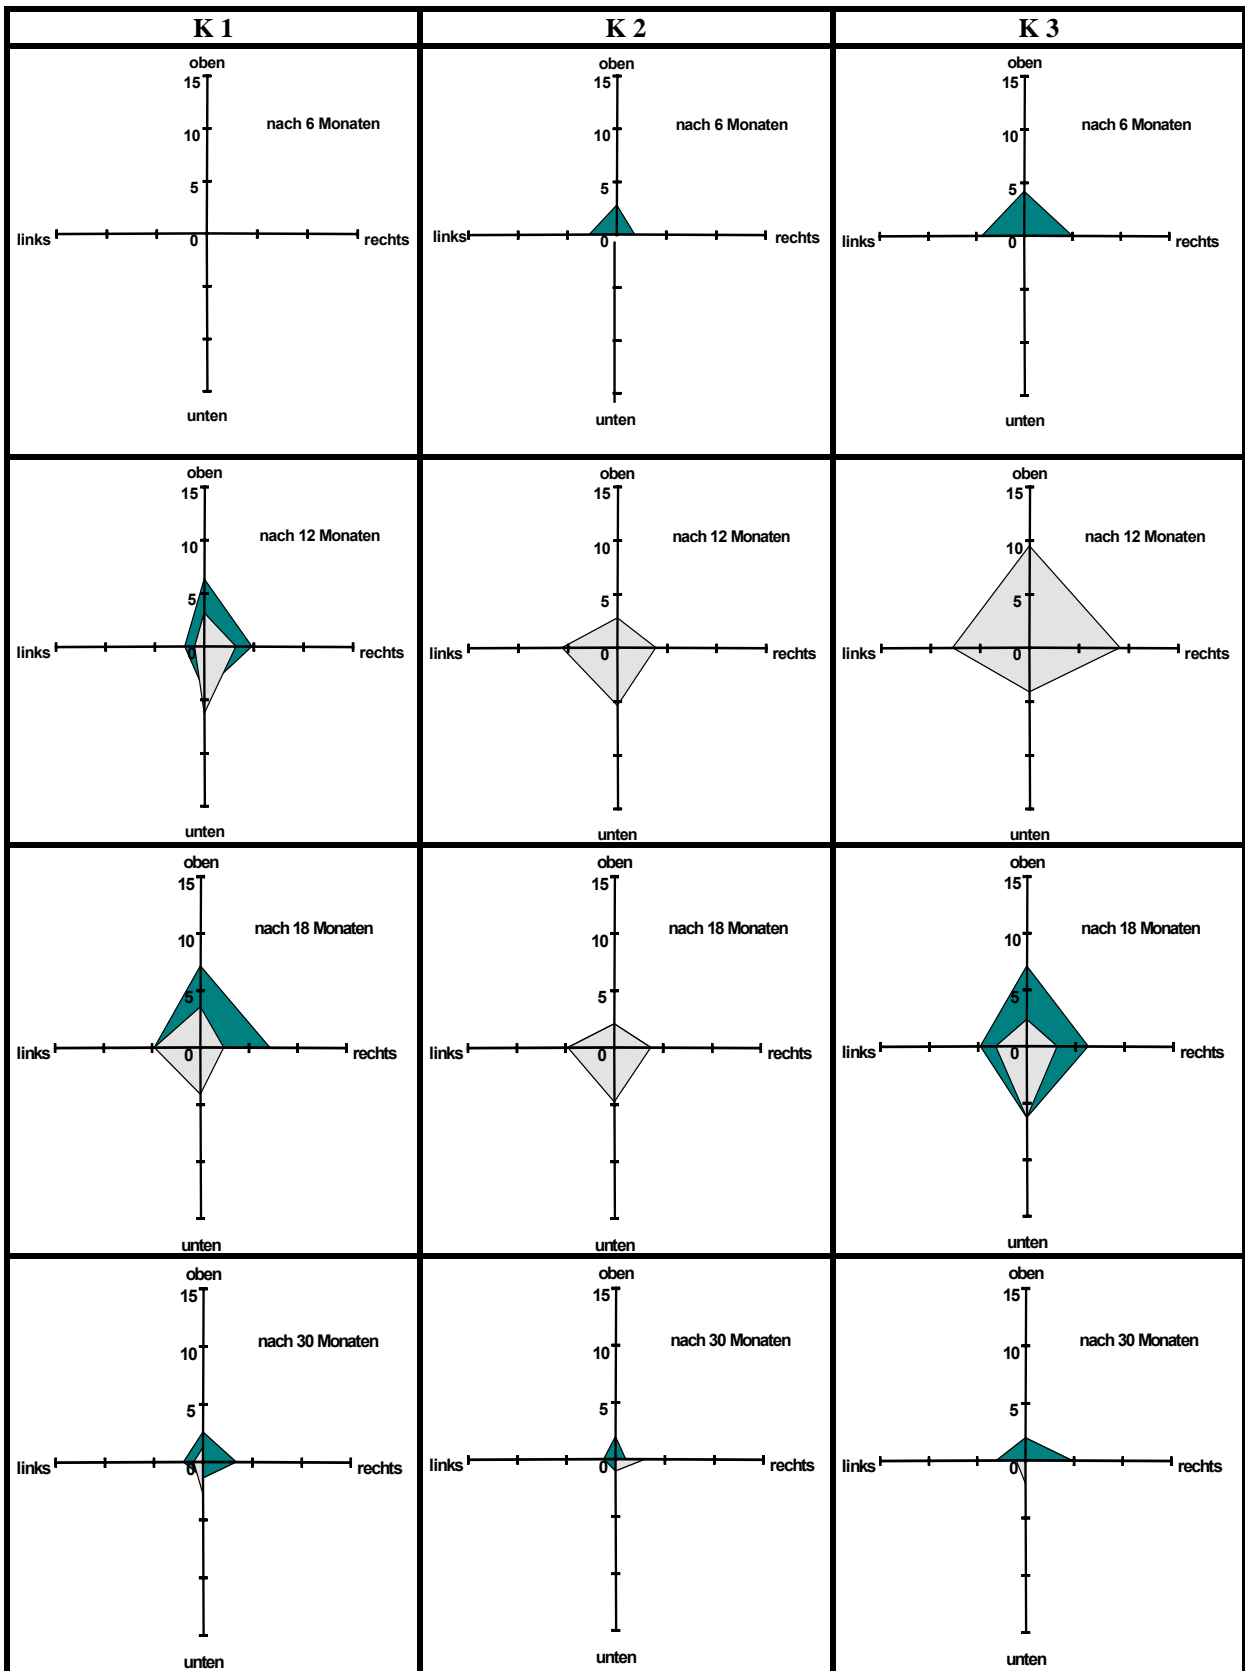 K 1 K 2 K 3
oben oben oben
15 15 15
nach 6 Monaten nach 6 Monaten nach 6 Monaten
10 10 10
5 5 5
links 0 rechts links 0 rechts links 0 rechts
unten unten unten
oben oben oben
15 15 15
nach 12 Monaten nach 12 Monaten nach 12 Monaten
10 10 10
5 5 5
links 0 rechts links 0 rechts links 0 rechts
unten unten unten
oben oben oben
15 15 15
nach 18 Monaten nach 18 Monaten nach 18 Monaten
10 10 10
5 5 5
links 0 rechts links 0 rechts links 0 rechts
unten unten unten
oben oben oben
15 15 15
nach 30 Monaten nach 30 Monaten nach 30 Monaten
10 10 10
5 5 5
links 0 rechts links 0 rechts links 0 rechts
unten unten unten